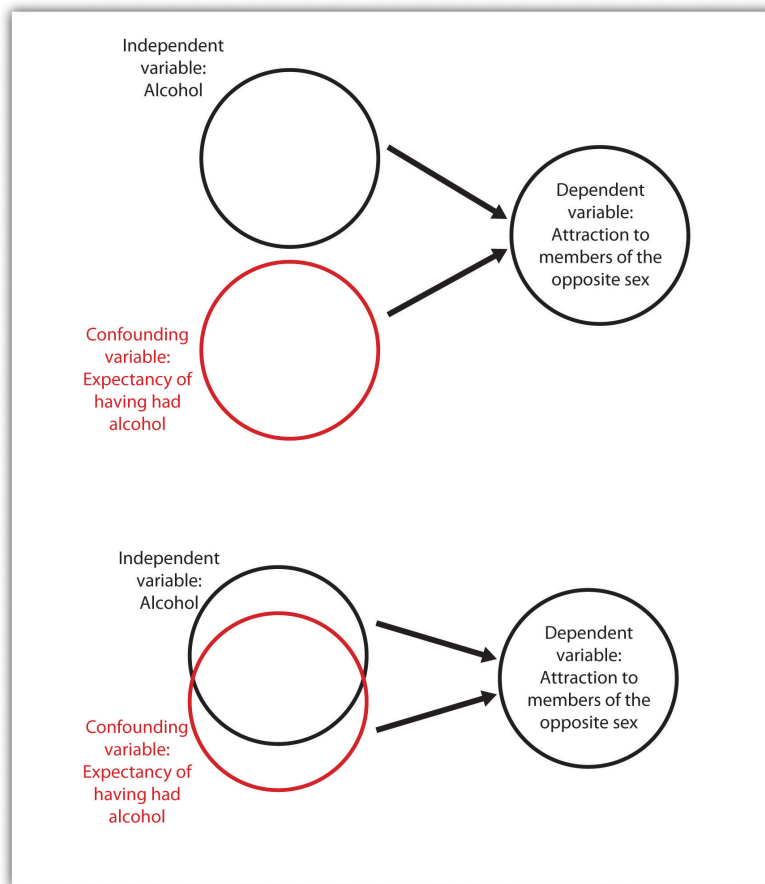 Independent
variable:
Alcohol
Dependent
variable:
Attraction to
members of the
opposite sex
Confounding
variable:
Expectancy of
having had
alcohol
Independent
variable:
Alcohol
Dependent
variable:
Attraction to
members of the
opposite sex
Confounding
variable:
Expectancy of
having had
alcohol